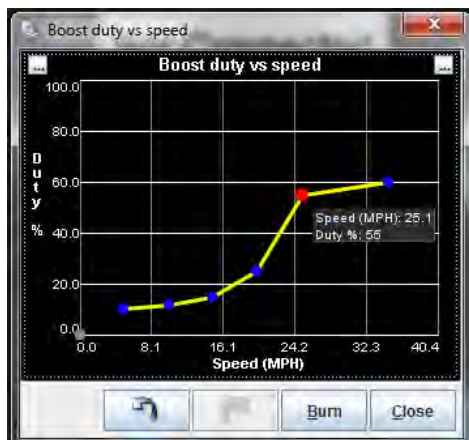 Boost duty vs speed
... Boost duty vs speed ...
100.0
80.0
Duty %
60.0
40.0
20.0
0.0
Speed (MPH): 25.1
Duty %: 55
0.0 8.1 16.1 24.2 32.3 40.4
Speed (MPH)
Burn Close